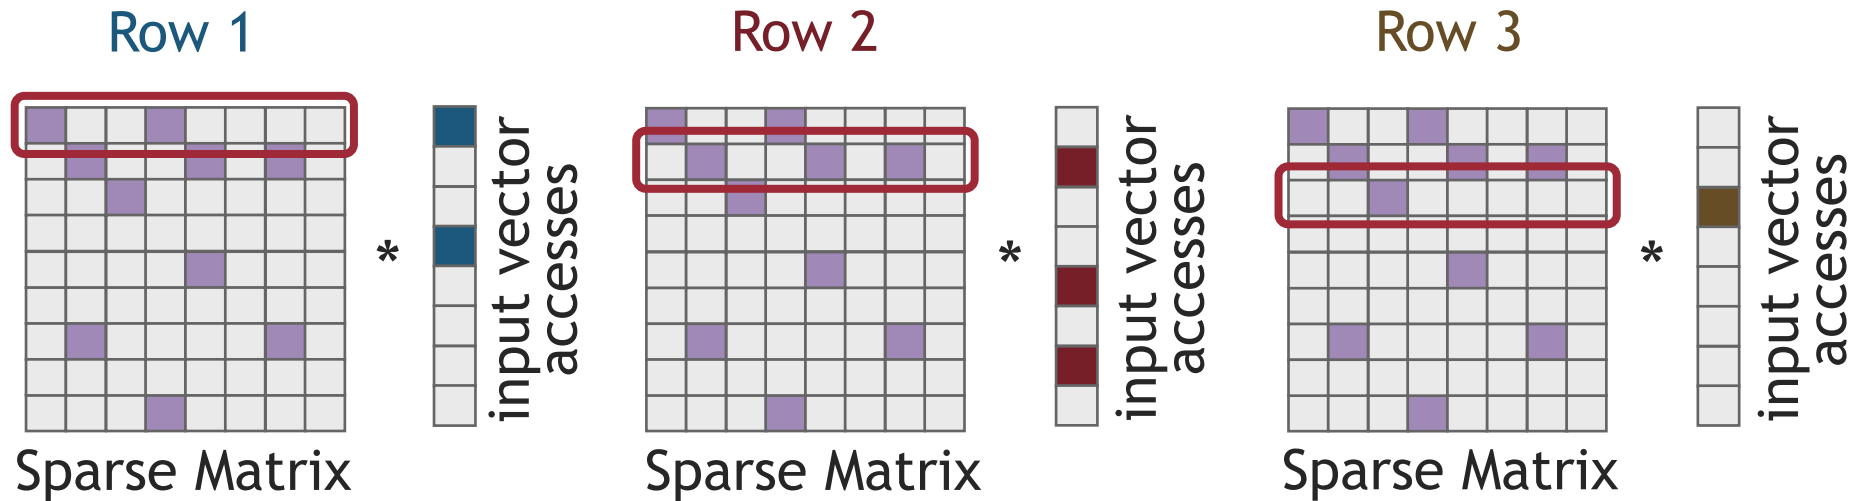 Row 1
Row 2
Row 3
*
input vector
accesses
*
input vector
accesses
*
input vector
accesses
Sparse Matrix
Sparse Matrix
Sparse Matrix